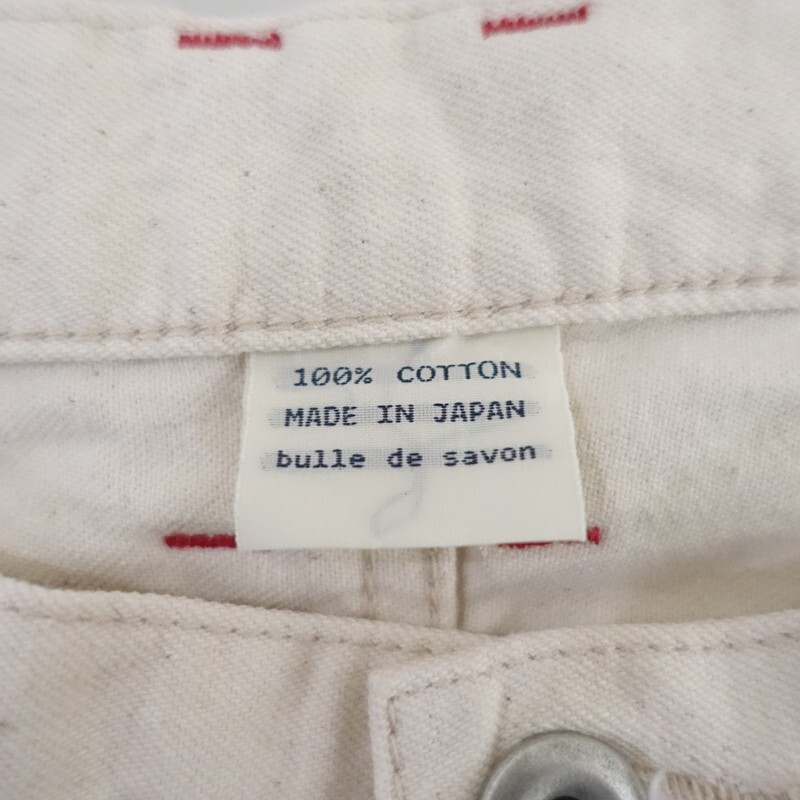 100% COTTON
MADE IN JAPAN
bulle de savon